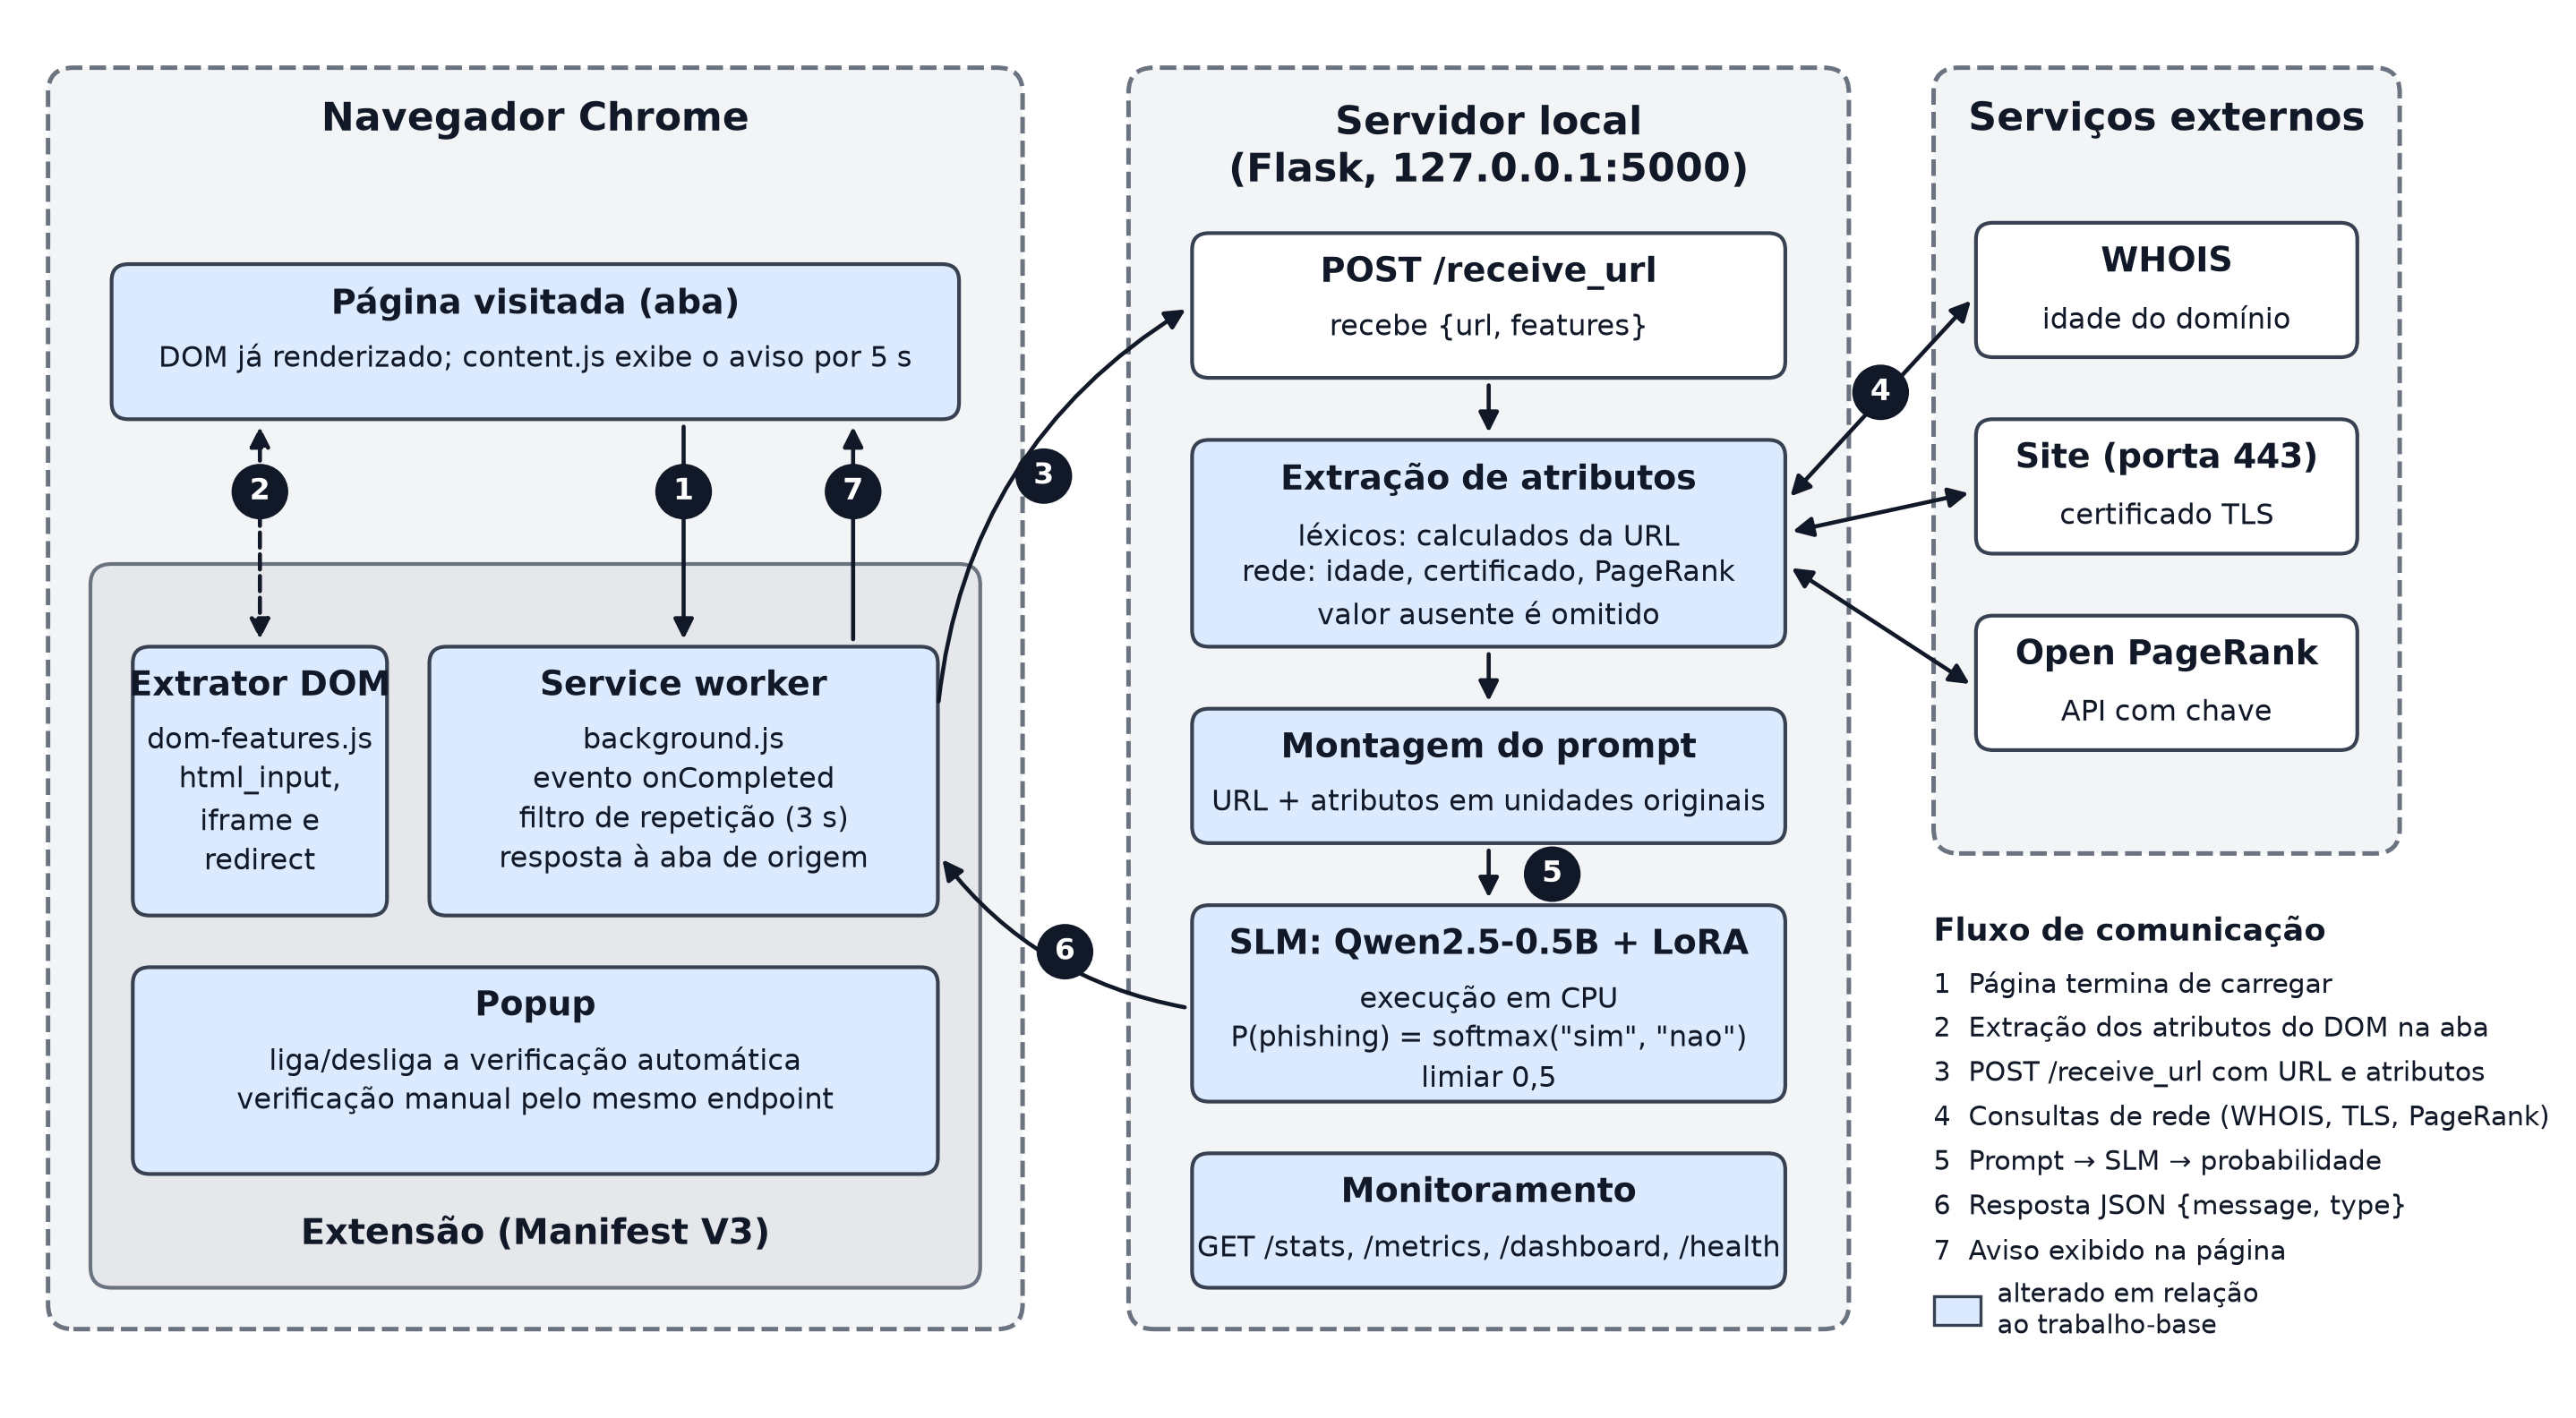 Navegador Chrome
Página visitada (aba)
DOM já renderizado; content.js exibe o aviso por 5 s
2
1
7
3
Extrator DOM
dom-features.js
html_input,
iframe e
redirect
Service worker
background.js
evento onCompleted
filtro de repetição (3 s)
resposta à aba de origem
6
Popup
liga/desliga a verificação automática
verificação manual pelo mesmo endpoint
Extensão (Manifest V3)
Servidor local
(Flask, 127.0.0.1:5000)
POST /receive_url
recebe {url, features}
Extração de atributos
léxicos: calculados da URL
rede: idade, certificado, PageRank
valor ausente é omitido
Montagem do prompt
URL + atributos em unidades originais
5
SLM: Qwen2.5-0.5B + LoRA
execução em CPU
P(phishing) = softmax("sim", "nao")
limiar 0,5
Monitoramento
GET /stats, /metrics, /dashboard, /health
4
Serviços externos
WHOIS
idade do domínio
Site (porta 443)
certificado TLS
Open PageRank
API com chave
Fluxo de comunicação
1 Página termina de carregar
2 Extração dos atributos do DOM na aba
3 POST /receive_url com URL e atributos
4 Consultas de rede (WHOIS, TLS, PageRank)
5 Prompt → SLM → probabilidade
6 Resposta JSON {message, type}
7 Aviso exibido na página
alterado em relação
ao trabalho-base